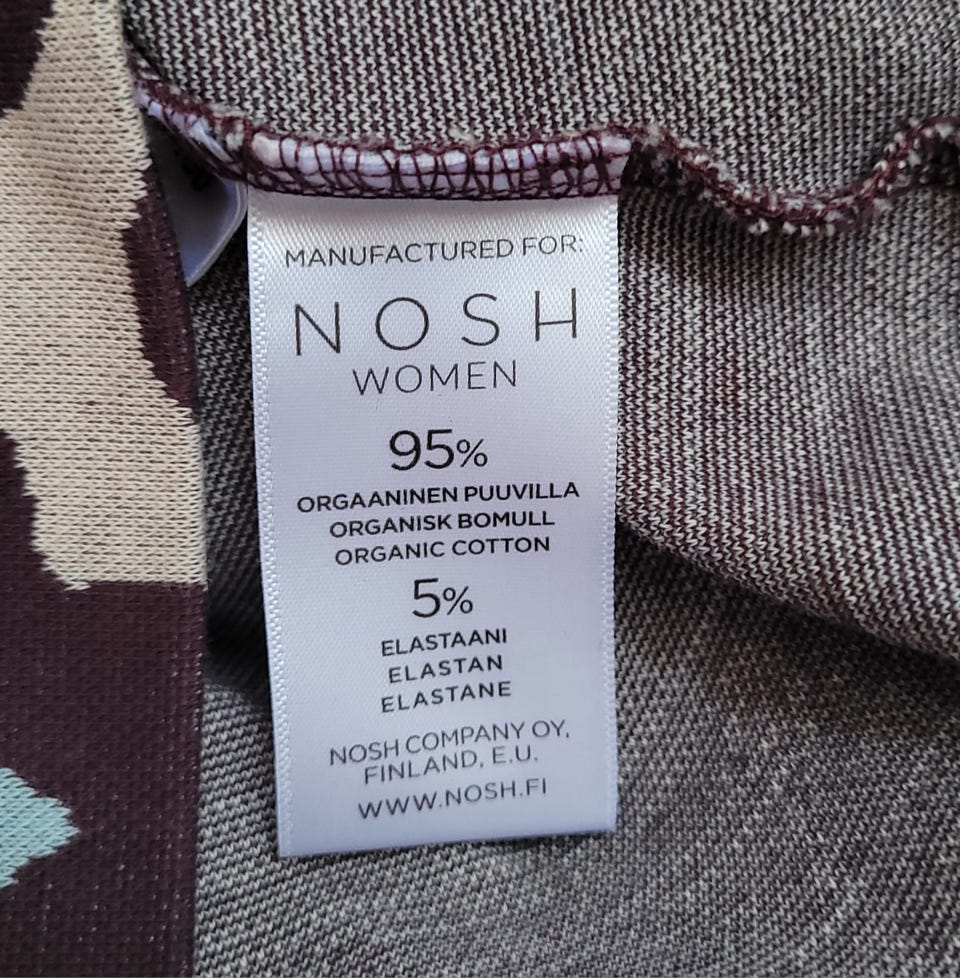 MANUFACTURED FOR:
NOSH
WOMEN
95%
ORGAANINEN PUUVILLA
ORGANISK BOMULL
ORGANIC COTTON
5%
ELASTAANI
ELASTAN
ELASTANE
NOSH COMPANY OY,
FINLAND, E.U.
WWW.NOSH.FI